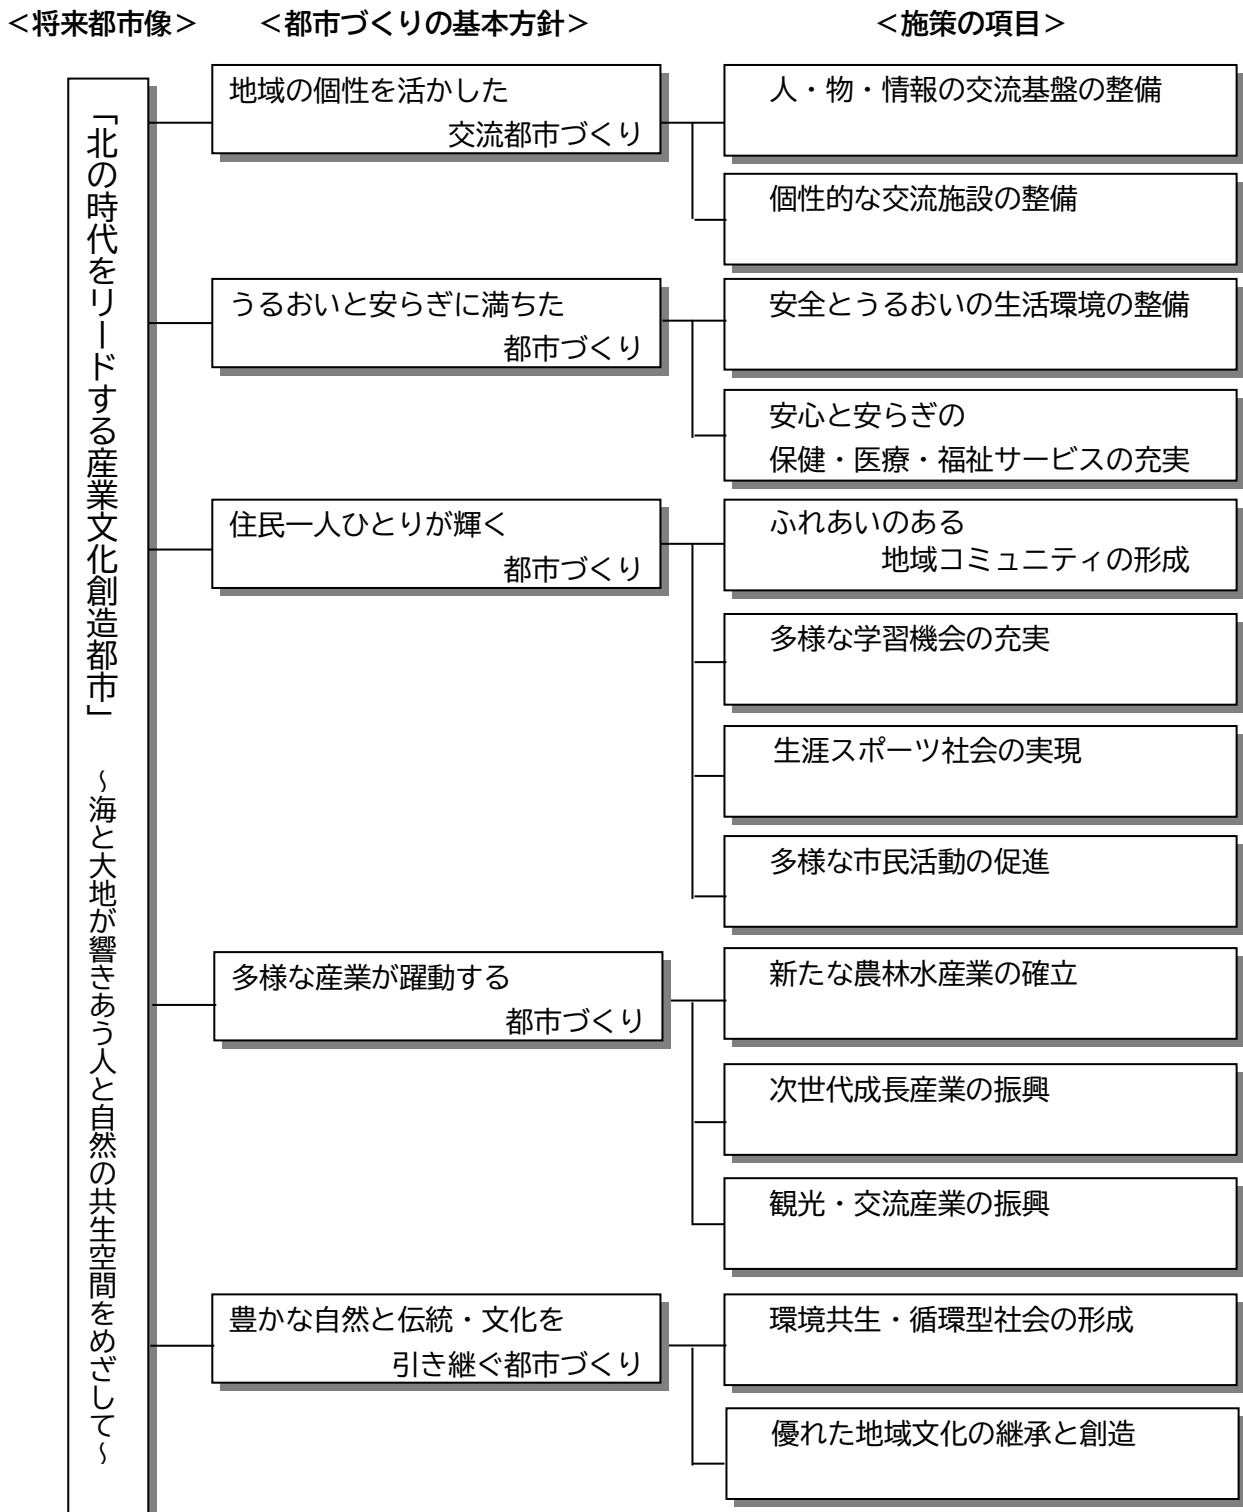 ＜将来都市像＞
＜都市づくりの基本方針＞
＜施策の項目＞
「北の時代をリードする産業文化創造都市」
～海と大地が響きあう人と自然の共生空間をめざして～
地域の個性を活かした
交流都市づくり
人・物・情報の交流基盤の整備
個性的な交流施設の整備
うるおいと安らぎに満ちた
都市づくり
安全とうるおいの生活環境の整備
安心と安らぎの
保健・医療・福祉サービスの充実
住民一人ひとりが輝く
都市づくり
ふれあいのある
地域コミュニティの形成
多様な学習機会の充実
生涯スポーツ社会の実現
多様な市民活動の促進
多様な産業が躍動する
都市づくり
新たな農林水産業の確立
次世代成長産業の振興
観光・交流産業の振興
豊かな自然と伝統・文化を
引き継ぐ都市づくり
環境共生・循環型社会の形成
優れた地域文化の継承と創造